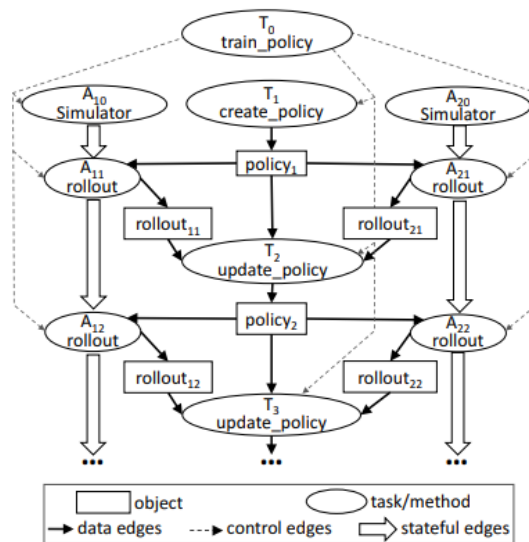 T₀
train_policy
A₁₀
Simulator
T₁
create_policy
A₂₀
Simulator
policy₁
A₁₁
rollout
A₂₁
rollout
rollout₁₁
rollout₂₁
T₂
update_policy
policy₂
A₁₂
rollout
A₂₂
rollout
rollout₁₂
rollout₂₂
T₃
update_policy
... ... ...
object
task/method
data edges
control edges
stateful edges